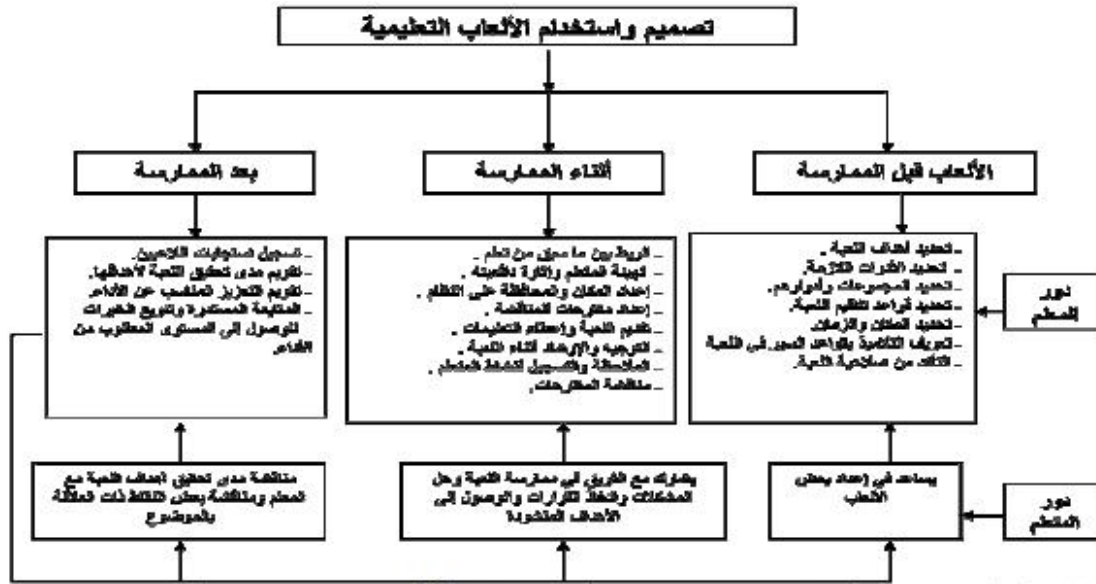 تصميم واستخدام الألعاب التعليمية
الألعاب قبل الممارسة
أثناء الممارسة
بعد الممارسة
- تحديد أهداف اللعبة .
- تحديد الخبرات اللازمة.
- تحديد المجموعات وأدوارهم.
- تحديد قواعد تنظيم اللعبة.
- تحديد المكان والزمان.
- تعريف التلاميذ بقواعد السير في اللعبة
- التأكد من صلاحية اللعبة.
- الربط بين ما سبق من تعلم .
- تهيئة المتعلم وإثارة دافعيته .
- إعداد المكان والمحافظة على النظام .
- إعداد مقترحات المناقشة.
- تقديم اللعبة وإعطاء التعليمات .
- التوجيه والإرشاد أثناء اللعبة .
- الملاحظة والتسجيل لأنشطة المتعلم .
- مناقشة المقترحات.
- تسجيل استجابات اللاعبين.
- تقويم مدى تحقيق اللعبة لأهدافها.
- تقويم التعزيز المناسب عن الأداء.
المتابعة المستمرة وتنويع الخبرات
للوصول إلى المستوى المطلوب من
الأداء.
دور
المعلم
يساعد في إعداد بعض
الألعاب
يشارك مع الفريق في ممارسة اللعبة وحل
المشكلات واتخاذ القرارات والوصول إلى
الأهداف المنشودة
مناقشة مدى تحقيق أهداف اللعبة مع
المعلم ومناقشة بعض النقاط ذات العلاقة
بالموضوع
دور
المتعلم